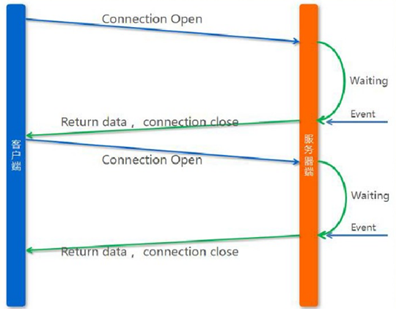 Connection Open
Waiting
Event
Return data， connection close
客户端
服务器端
Connection Open
Waiting
Event
Return data， connection close